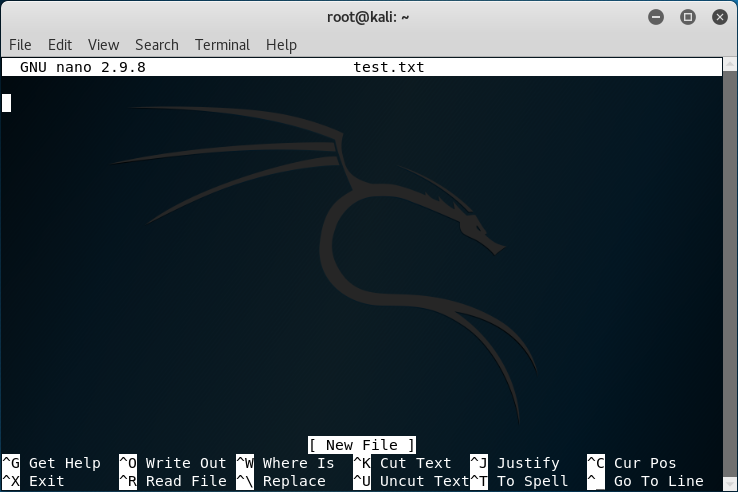 root@kali: ~
File Edit View Search Terminal Help
GNU nano 2.9.8 test.txt
[ New File ]
^G Get Help ^O Write Out ^W Where Is ^K Cut Text ^J Justify ^C Cur Pos
^X Exit ^R Read File ^\ Replace ^U Uncut Text ^T To Spell ^_ Go To Line